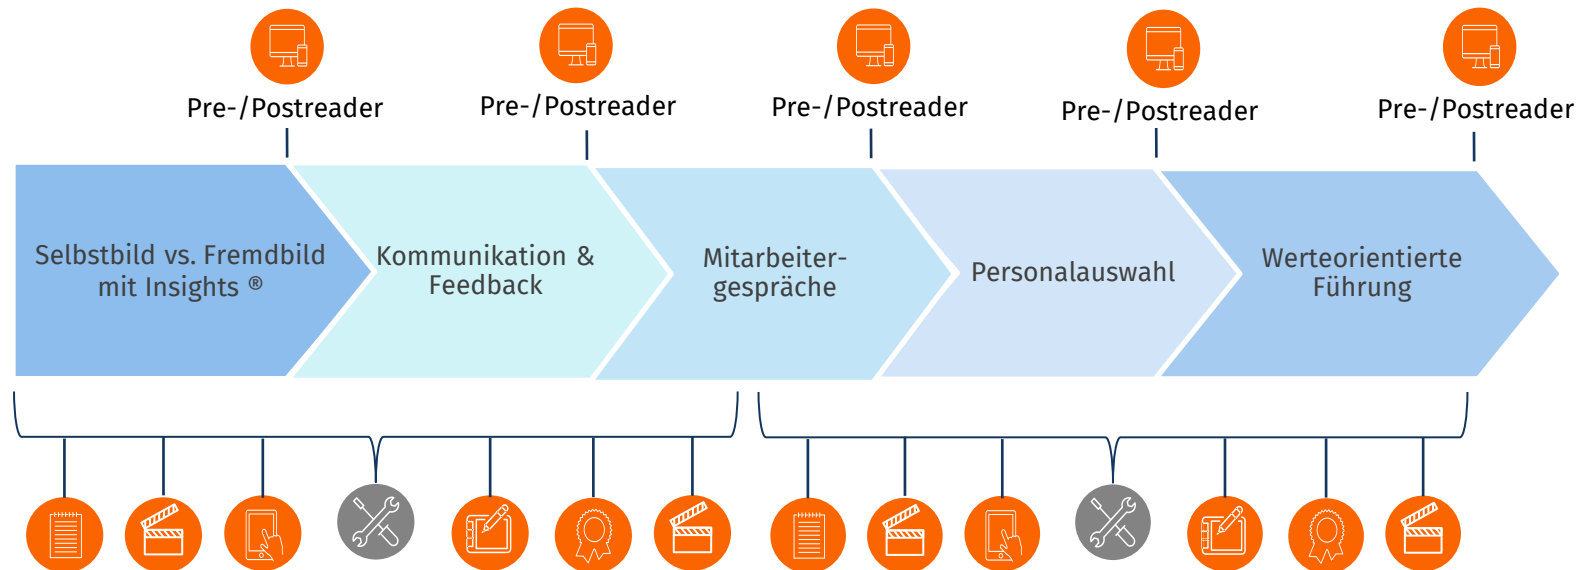 Pre-/Postreader
Pre-/Postreader
Pre-/Postreader
Pre-/Postreader
Pre-/Postreader
Selbstbild vs. Fremdbild
mit Insights ®
Kommunikation &
Feedback
Mitarbeiter-
gespräche
Personalauswahl
Werteorientierte
Führung